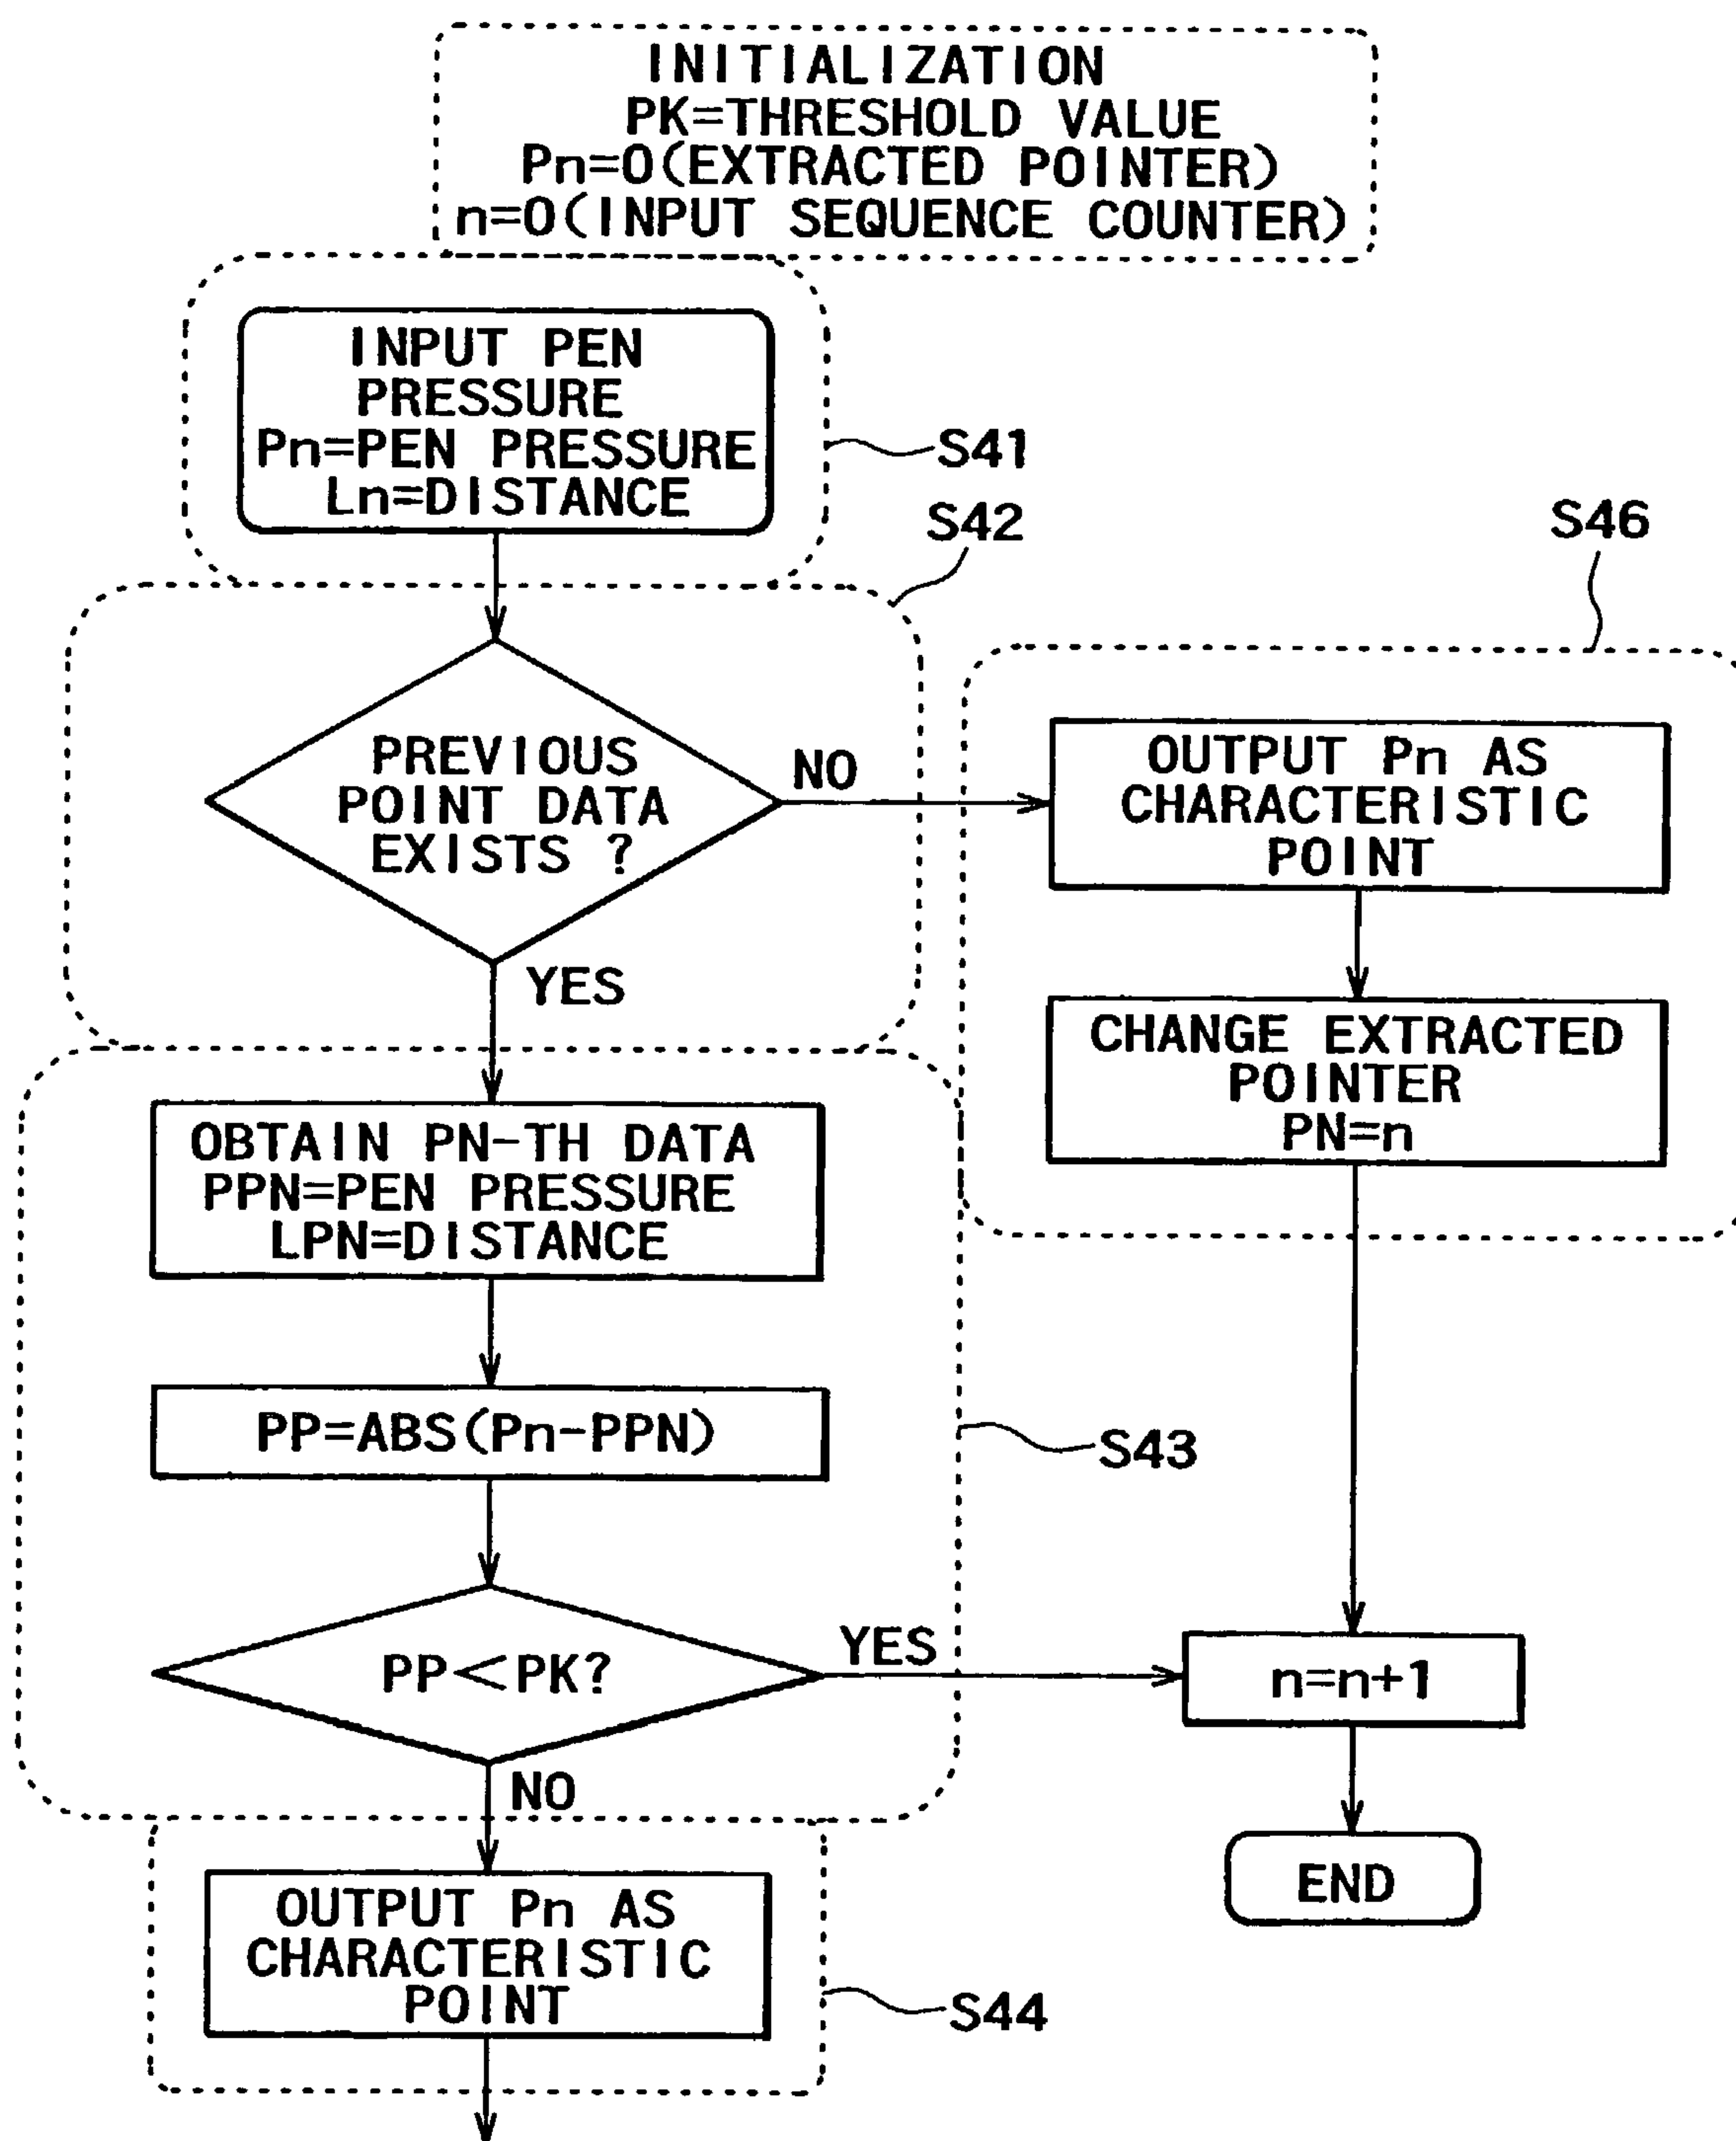 INITIALIZATION
PK=THRESHOLD VALUE
Pn=0(EXTRACTED POINTER)
n=0(INPUT SEQUENCE COUNTER)
INPUT PEN
PRESSURE
Pn=PEN PRESSURE
Ln=DISTANCE
S41
S42
PREVIOUS
POINT DATA
EXISTS ?
NO
YES
S46
OUTPUT Pn AS
CHARACTERISTIC
POINT
CHANGE EXTRACTED
POINTER
PN=n
OBTAIN PN-TH DATA
PPN=PEN PRESSURE
LPN=DISTANCE
PP=ABS(Pn-PPN)
S43
PP<PK?
YES
NO
n=n+1
END
OUTPUT Pn AS
CHARACTERISTIC
POINT
S44